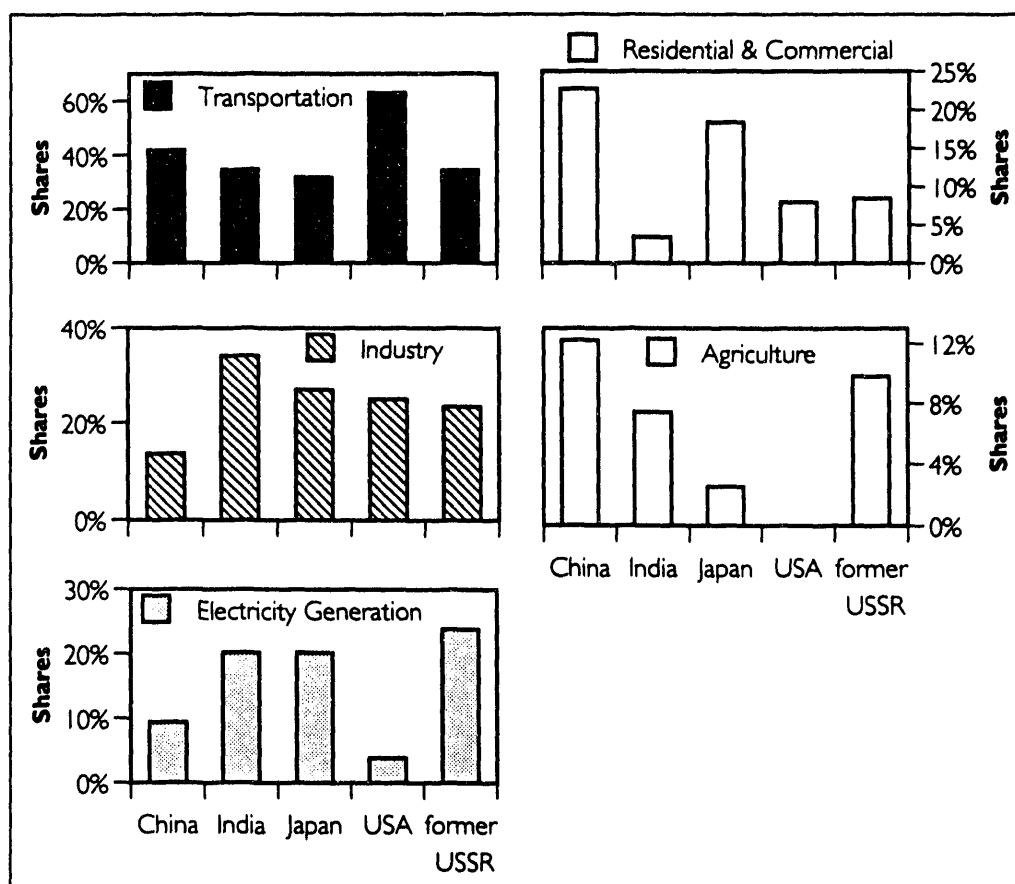 Transportation
60%
40%
20%
0%
Shares
Residential & Commercial
25%
20%
15%
10%
5%
0%
Shares
Industry
40%
20%
0%
Shares
Agriculture
12%
8%
4%
0%
Shares
China India Japan USA former
USSR
Electricity Generation
30%
20%
10%
0%
Shares
China India Japan USA former
USSR